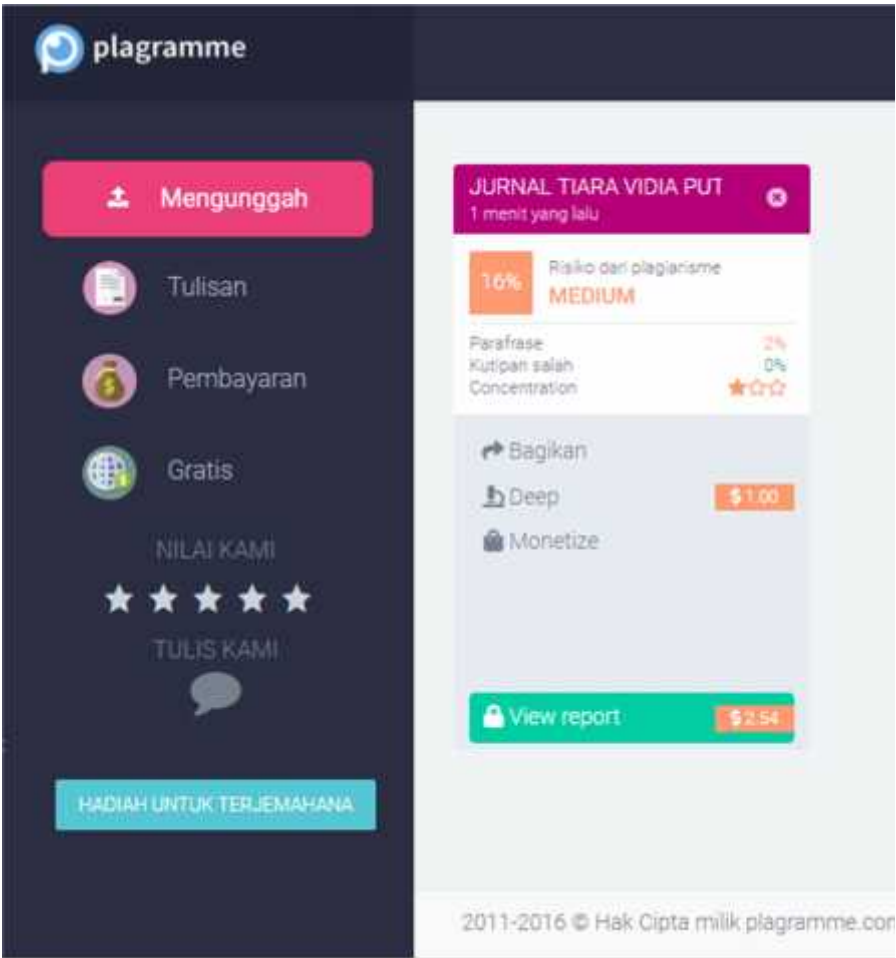 plagramme
Mengunggah
Tulisan
Pembayaran
Gratis
NILAI KAMI
TULIS KAMI
HADIAH UNTUK TERJEMAHANA
JURNAL TIARA VIDIA PUT
1 menit yang lalu
16%
Risiko dari plagiarisme
MEDIUM
Parafrase 2%
Kutipan salah 0%
Concentration
Bagikan
Deep $ 1.00
Monetize
View report $ 2.54
2011-2016 © Hak Cipta milik plagramme.com